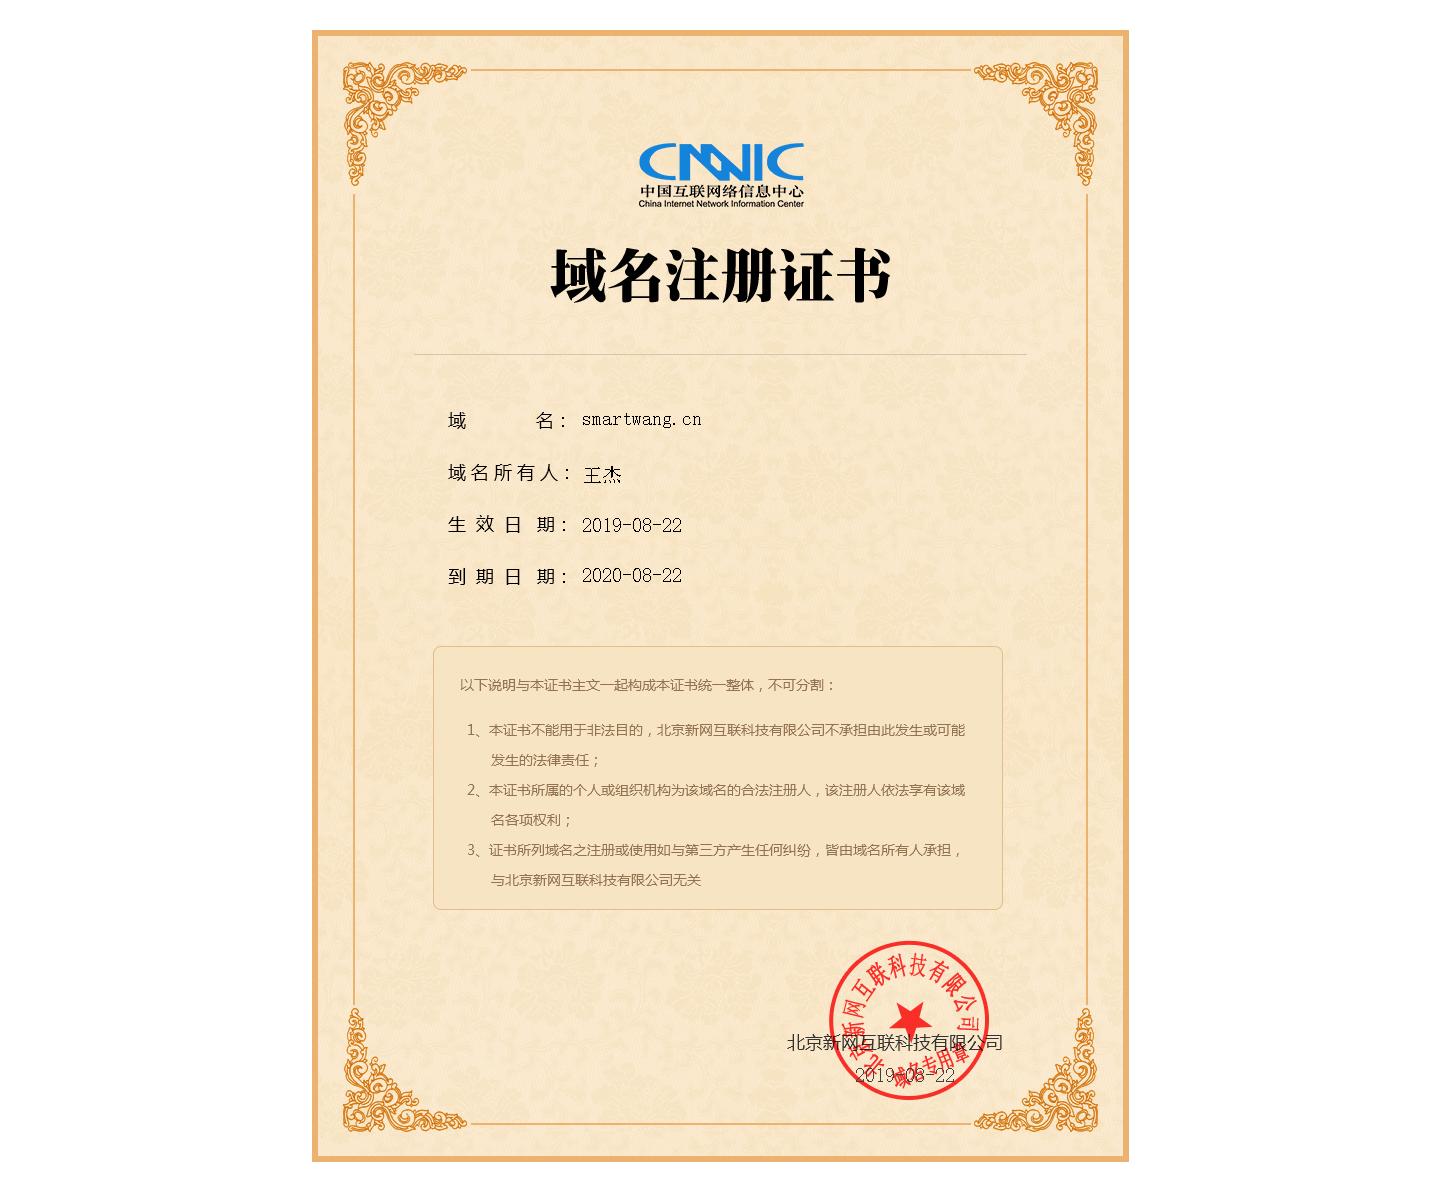 CNNIC
中国互联网络信息中心
China Internet Network Information Center
域名注册证书
域 名： smartwang.cn
域名所有人： 王杰
生效日期： 2019-08-22
到期日期： 2020-08-22
以下说明与本证书主文一起构成本证书统一整体，不可分割：
1、本证书不能用于非法目的，北京新网互联科技有限公司不承担由此发生或可能
发生的法律责任；
2、本证书所属的个人或组织机构为该域名的合法注册人，该注册人依法享有该域
名各项权利；
3、证书所列域名之注册或使用如与第三方产生任何纠纷，皆由域名所有人承担，
与北京新网互联科技有限公司无关
北京新网互联科技有限公司
域名专用章
北京新网互联科技有限公司
2019-08-22